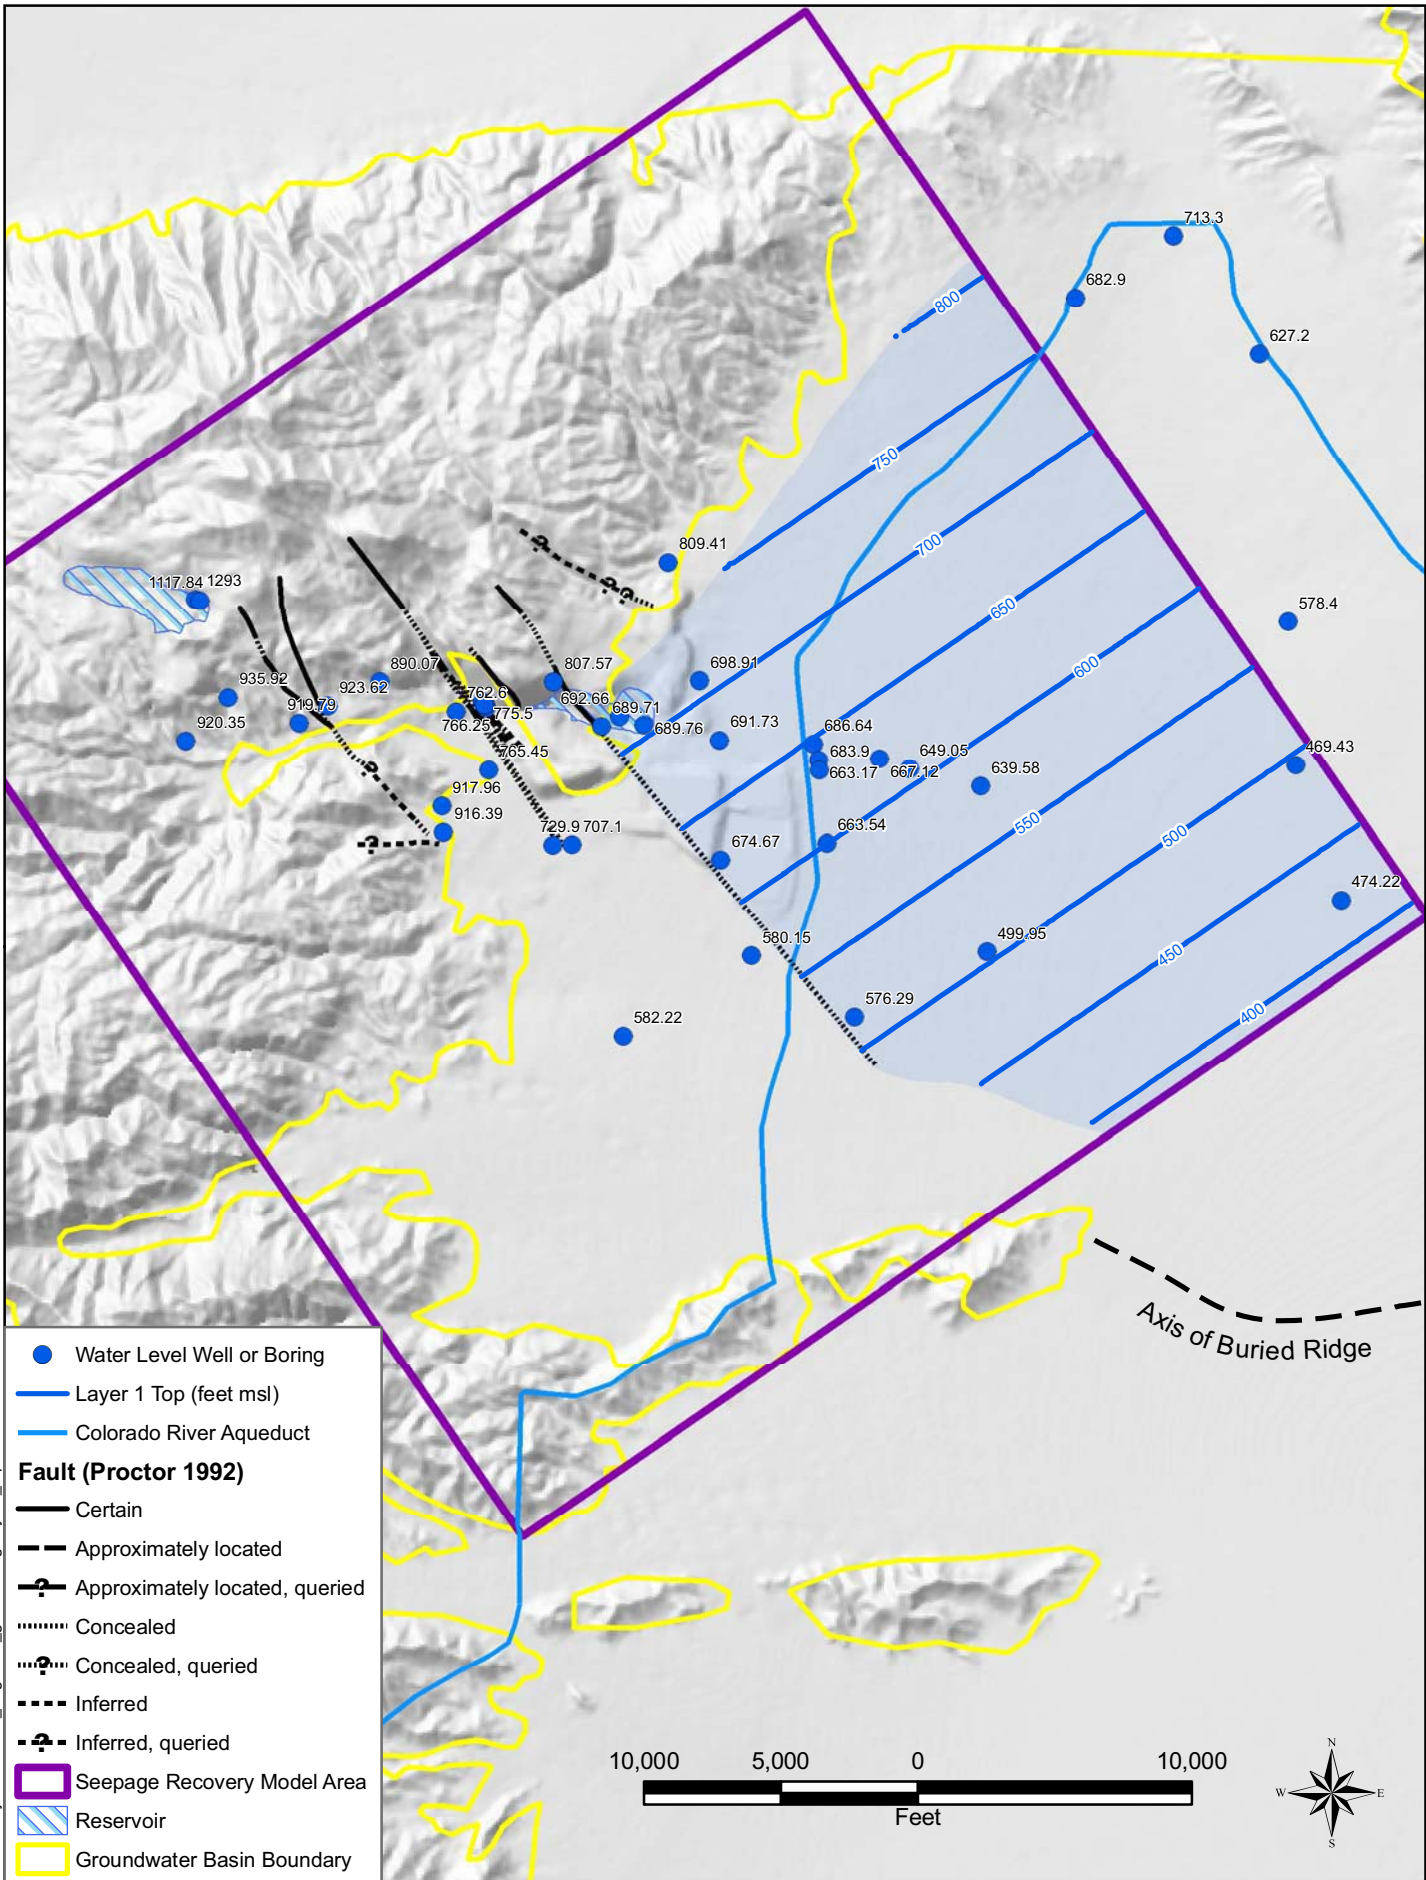 713.3
682.9
800
627.2
750
809.41
700
1117.84 1293
650
578.4
890.07
807.57
698.91
600
935.92
923.62
762.6
692.66
919.79
775.5
689.71
920.35
766.25
689.76
691.73
686.64
765.45
683.9
649.05
469.43
663.17
667.12
639.58
917.96
916.39
550
729.9 707.1
663.54
500
674.67
474.22
580.15
499.95
450
576.29
582.22
400
Axis of Buried Ridge
Water Level Well or Boring
Layer 1 Top (feet msl)
Colorado River Aqueduct
Fault (Proctor 1992)
Certain
Approximately located
? Approximately located, queried
Concealed
? Concealed, queried
Inferred
? Inferred, queried
Seepage Recovery Model Area
Reservoir
Groundwater Basin Boundary
10,000 5,000 0 10,000
Feet
N
W E
S